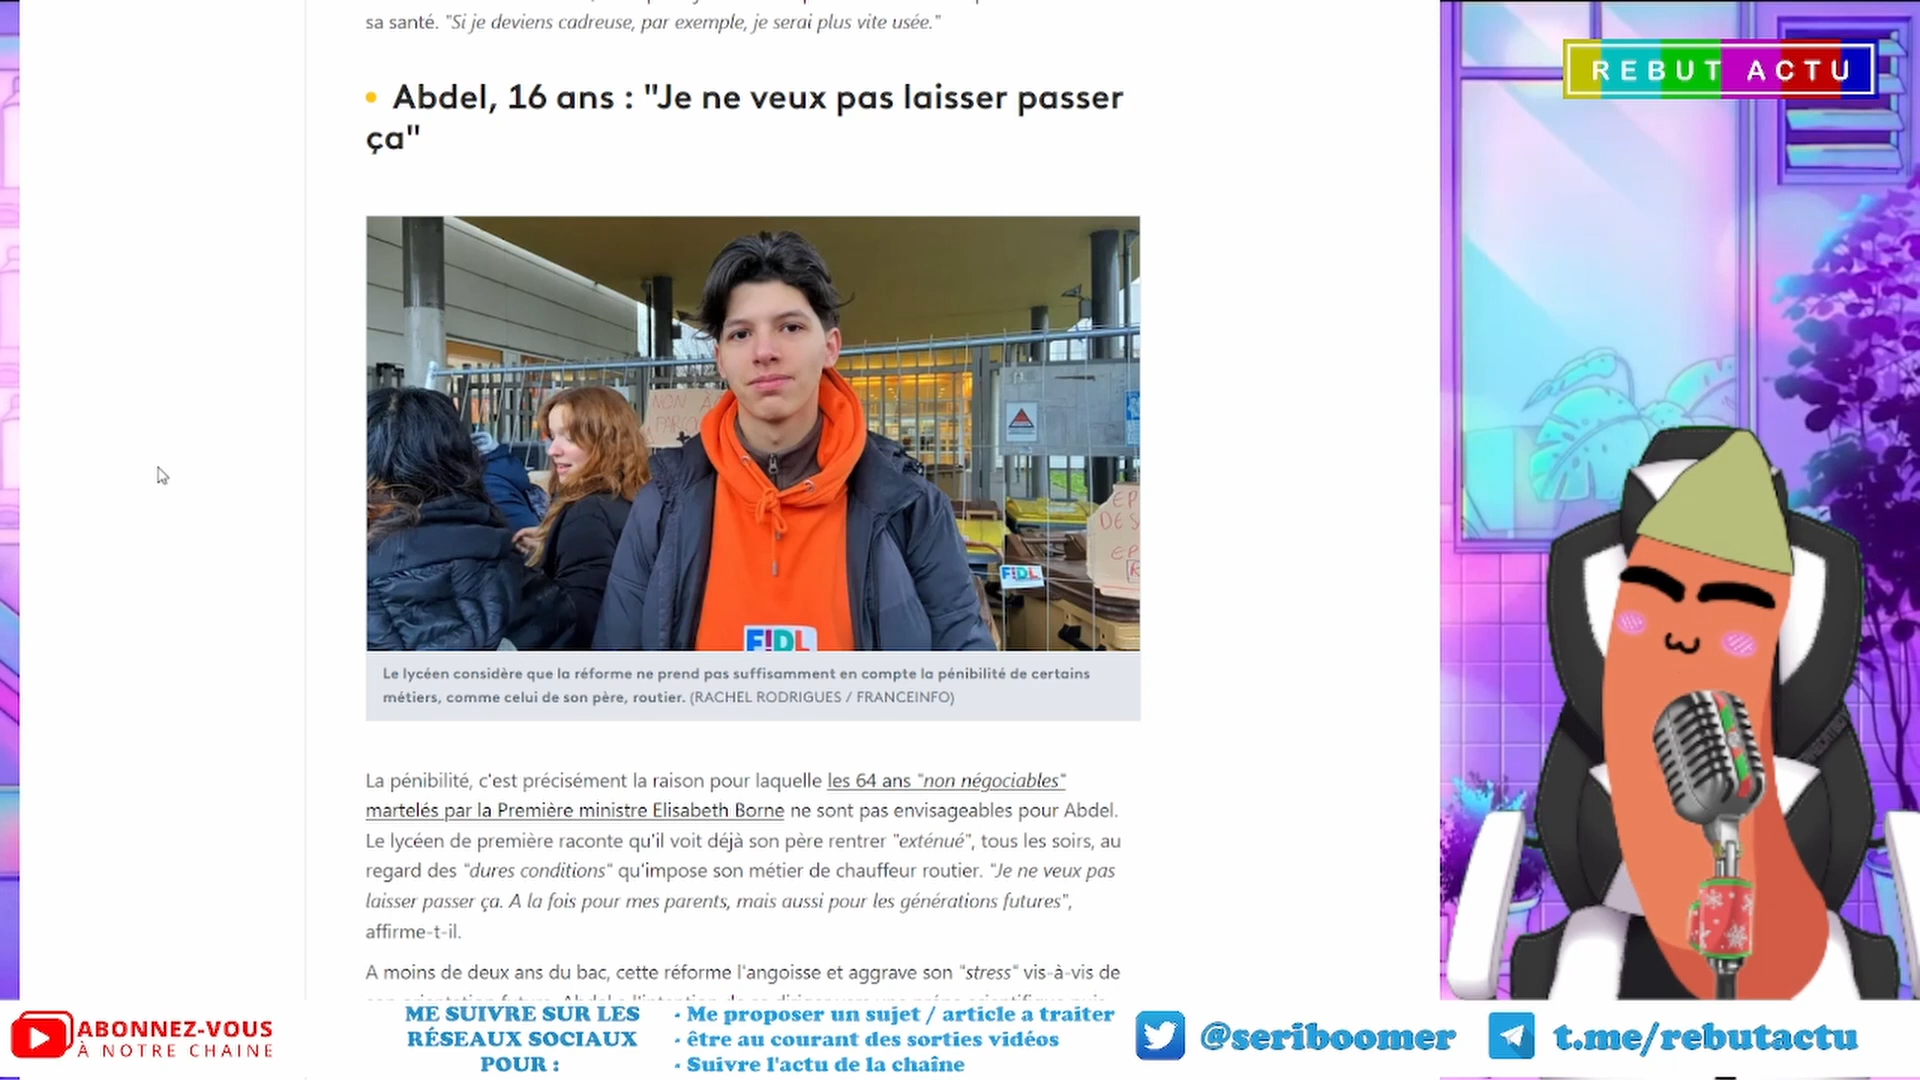 sa santé. "Si je deviens cadreuse, par exemple, je serai plus vite usée."
• Abdel, 16 ans : "Je ne veux pas laisser passer
ça"
REBUT ACTU
NON À
PARCO
EP
DE S
EP
R
FIDL
F!DL
Le lycéen considère que la réforme ne prend pas suffisamment en compte la pénibilité de certains
métiers, comme celui de son père, routier. (RACHEL RODRIGUES / FRANCEINFO)
La pénibilité, c'est précisément la raison pour laquelle les 64 ans "non négociables"
martelés par la Première ministre Elisabeth Borne ne sont pas envisageables pour Abdel.
Le lycéen de première raconte qu'il voit déjà son père rentrer "exténué", tous les soirs, au
regard des "dures conditions" qu'impose son métier de chauffeur routier. "Je ne veux pas
laisser passer ça. A la fois pour mes parents, mais aussi pour les générations futures",
affirme-t-il.
A moins de deux ans du bac, cette réforme l'angoisse et aggrave son "stress" vis-à-vis de
ABONNEZ-VOUS
À NOTRE CHAINE
ME SUIVRE SUR LES
RÉSEAUX SOCIAUX
POUR :
- Me proposer un sujet / article a traiter
- être au courant des sorties vidéos
- Suivre l'actu de la chaîne
@seriboomer
t.me/rebutactu